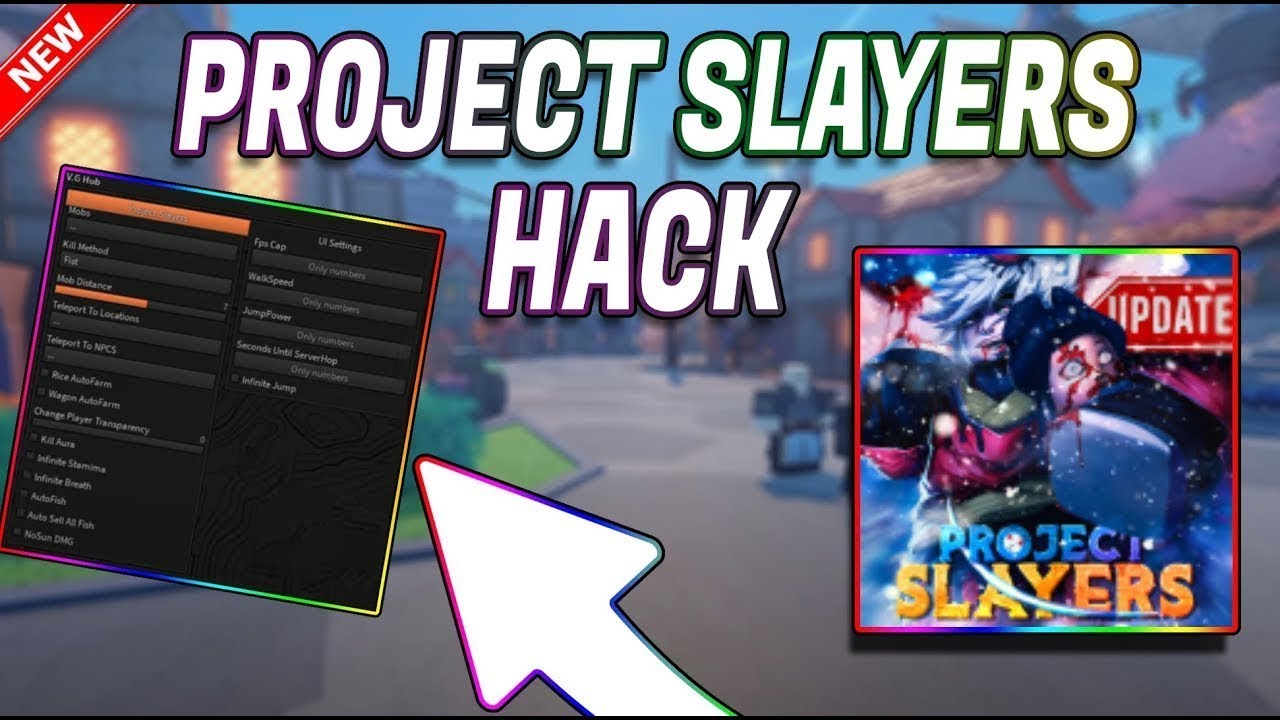 NEW
PROJECT SLAYERS
HACK
V.G Hub
Project Slayers
UI Settings
Mobs
...
Kill Method
Fist
Mob Distance
7
Teleport To Locations
...
Teleport To NPCS
...
Rice AutoFarm
Wagon AutoFarm
Change Player Transparency
0
Kill Aura
Infinite Stamima
Infinite Breath
AutoFish
Auto Sell All Fish
NoSun DMG
Fps Cap
Only numbers
WalkSpeed
Only numbers
JumpPower
Only numbers
Seconds Until ServerHop
Only numbers
Infinite Jump
UPDATE
PROJECT
SLAYERS